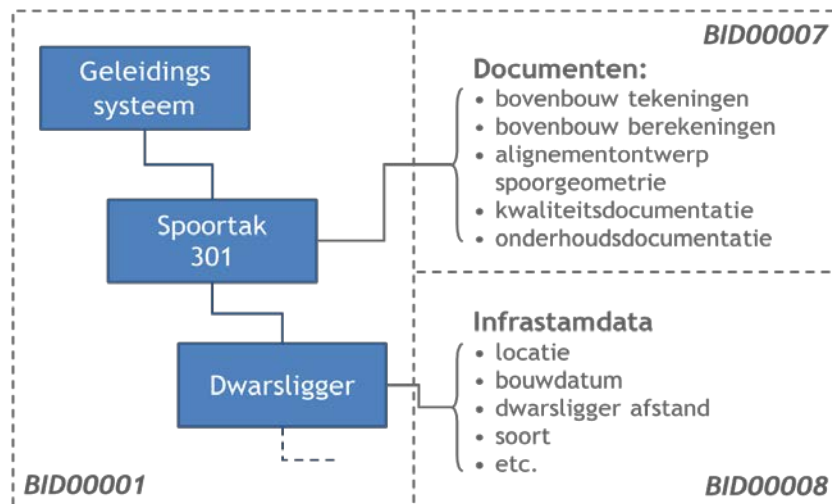 Geleidings
systeem
Spoortak
301
Dwarsligger
BID00001
BID00007
Documenten:
• bovenbouw tekeningen
• bovenbouw berekeningen
• alignementontwerp
spoorgeometrie
• kwaliteitsdocumentatie
• onderhoudsdocumentatie
Infrastamdata
• locatie
• bouwdatum
• dwarsligger afstand
• soort
• etc.
BID00008